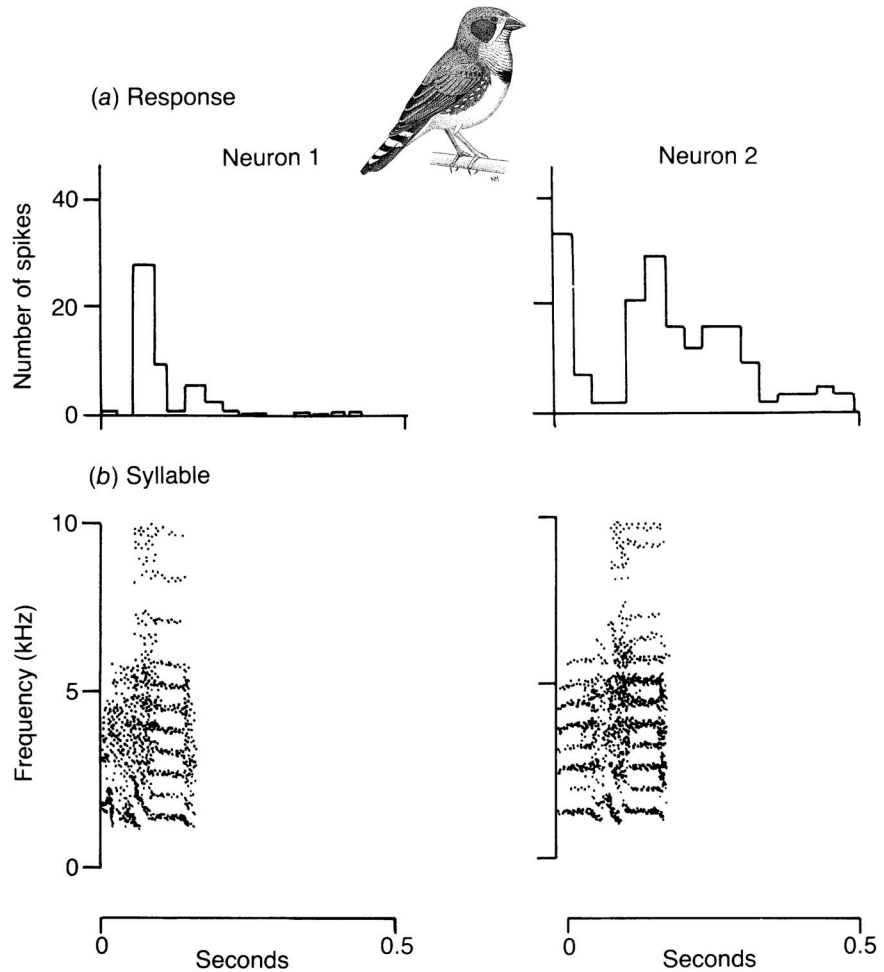 (a) Response
Neuron 1
Neuron 2
Number of spikes
40
20
0
(b) Syllable
Frequency (kHz)
10
5
0
0
0.5
Seconds
0
0.5
Seconds